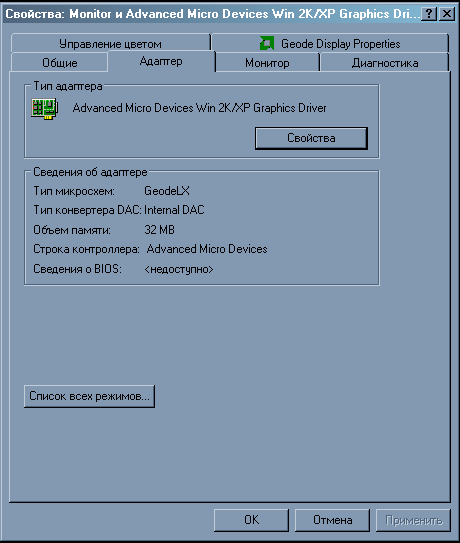 Свойства: Monitor и Advanced Micro Devices Win 2K/XP Graphics Dri...
Управление цветом
Geode Display Properties
Общие
Адаптер
Монитор
Диагностика
Тип адаптера
Advanced Micro Devices Win 2K/XP Graphics Driver
Свойства
Сведения об адаптере
Тип микросхем: GeodeLX
Тип конвертера DAC: Internal DAC
Объем памяти: 32 MB
Строка контроллера: Advanced Micro Devices
Сведения о BIOS: <недоступно>
Список всех режимов...
OK
Отмена
Применить